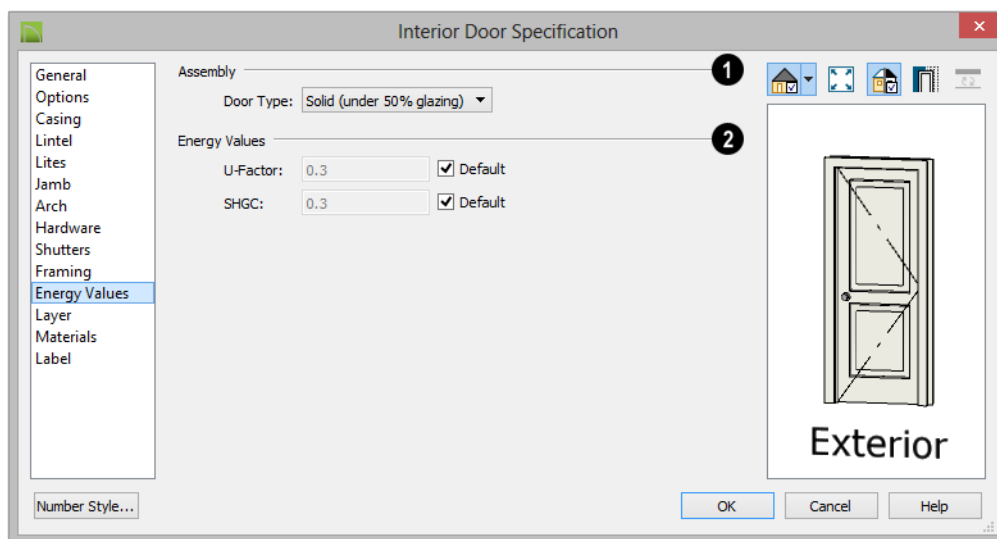 Interior Door Specification
General
Options
Casing
Lintel
Lites
Jamb
Arch
Hardware
Shutters
Framing
Energy Values
Layer
Materials
Label
Assembly
1
Door Type: Solid (under 50% glazing)
Energy Values
2
U-Factor: 0.3 Default
SHGC: 0.3 Default
Exterior
Number Style...
OK
Cancel
Help